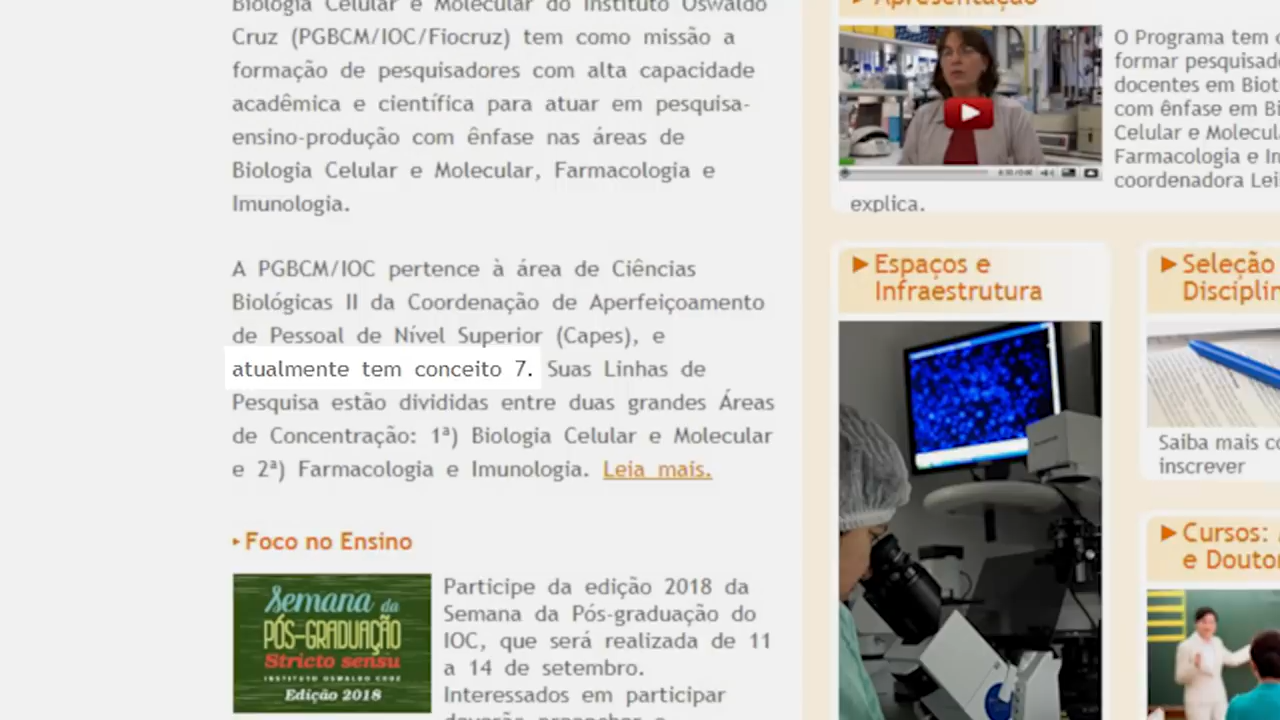 Biologia Celular e Molecular do Instituto Oswaldo
Cruz (PGBCM/IOC/Fiocruz) tem como missão a
formação de pesquisadores com alta capacidade
acadêmica e científica para atuar em pesquisa-
ensino-produção com ênfase nas áreas de
Biologia Celular e Molecular, Farmacologia e
Imunologia.
A PGBCM/IOC pertence à área de Ciências
Biológicas II da Coordenação de Aperfeiçoamento
de Pessoal de Nível Superior (Capes), e
atualmente tem conceito 7. Suas Linhas de
Pesquisa estão divididas entre duas grandes Áreas
de Concentração: 1ª) Biologia Celular e Molecular
e 2ª) Farmacologia e Imunologia. Leia mais.
Foco no Ensino
Semana da
PÓS-GRADUAÇÃO
Stricto sensu
INSTITUTO OSWALDO CRUZ
Edição 2018
Participe da edição 2018 da
Semana da Pós-graduação do
IOC, que será realizada de 11
a 14 de setembro.
Interessados em participar
Apresentação
O Programa tem
formar pesquisad
docentes em Biot
com ênfase em Bi
Celular e Molecul
Farmacologia e I
coordenadora Lei
explica.
Espaços e
Infraestrutura
Seleção
Disciplin
Saiba mais co
inscrever
Cursos:
e Douto